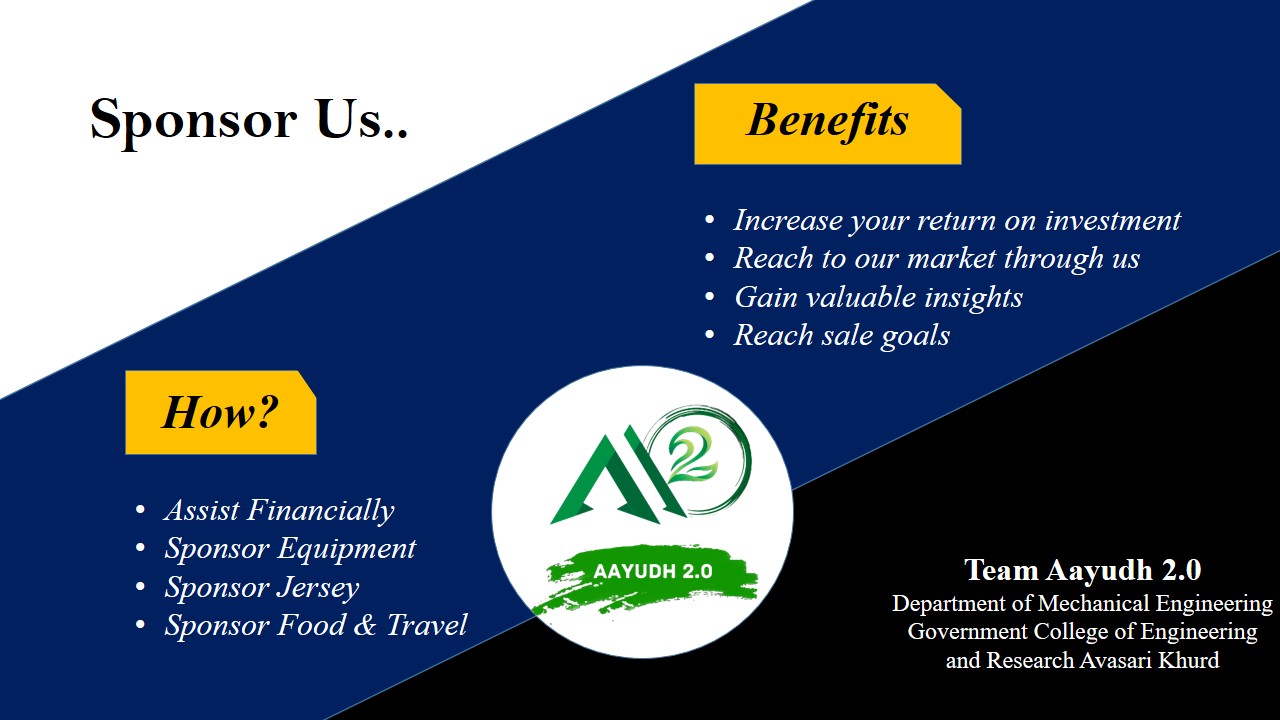 Sponsor Us..
Benefits
• Increase your return on investment
• Reach to our market through us
• Gain valuable insights
• Reach sale goals
How?
• Assist Financially
• Sponsor Equipment
• Sponsor Jersey
• Sponsor Food & Travel
2
AAYUDH 2.0
Team Aayudh 2.0
Department of Mechanical Engineering
Government College of Engineering
and Research Avasari Khurd